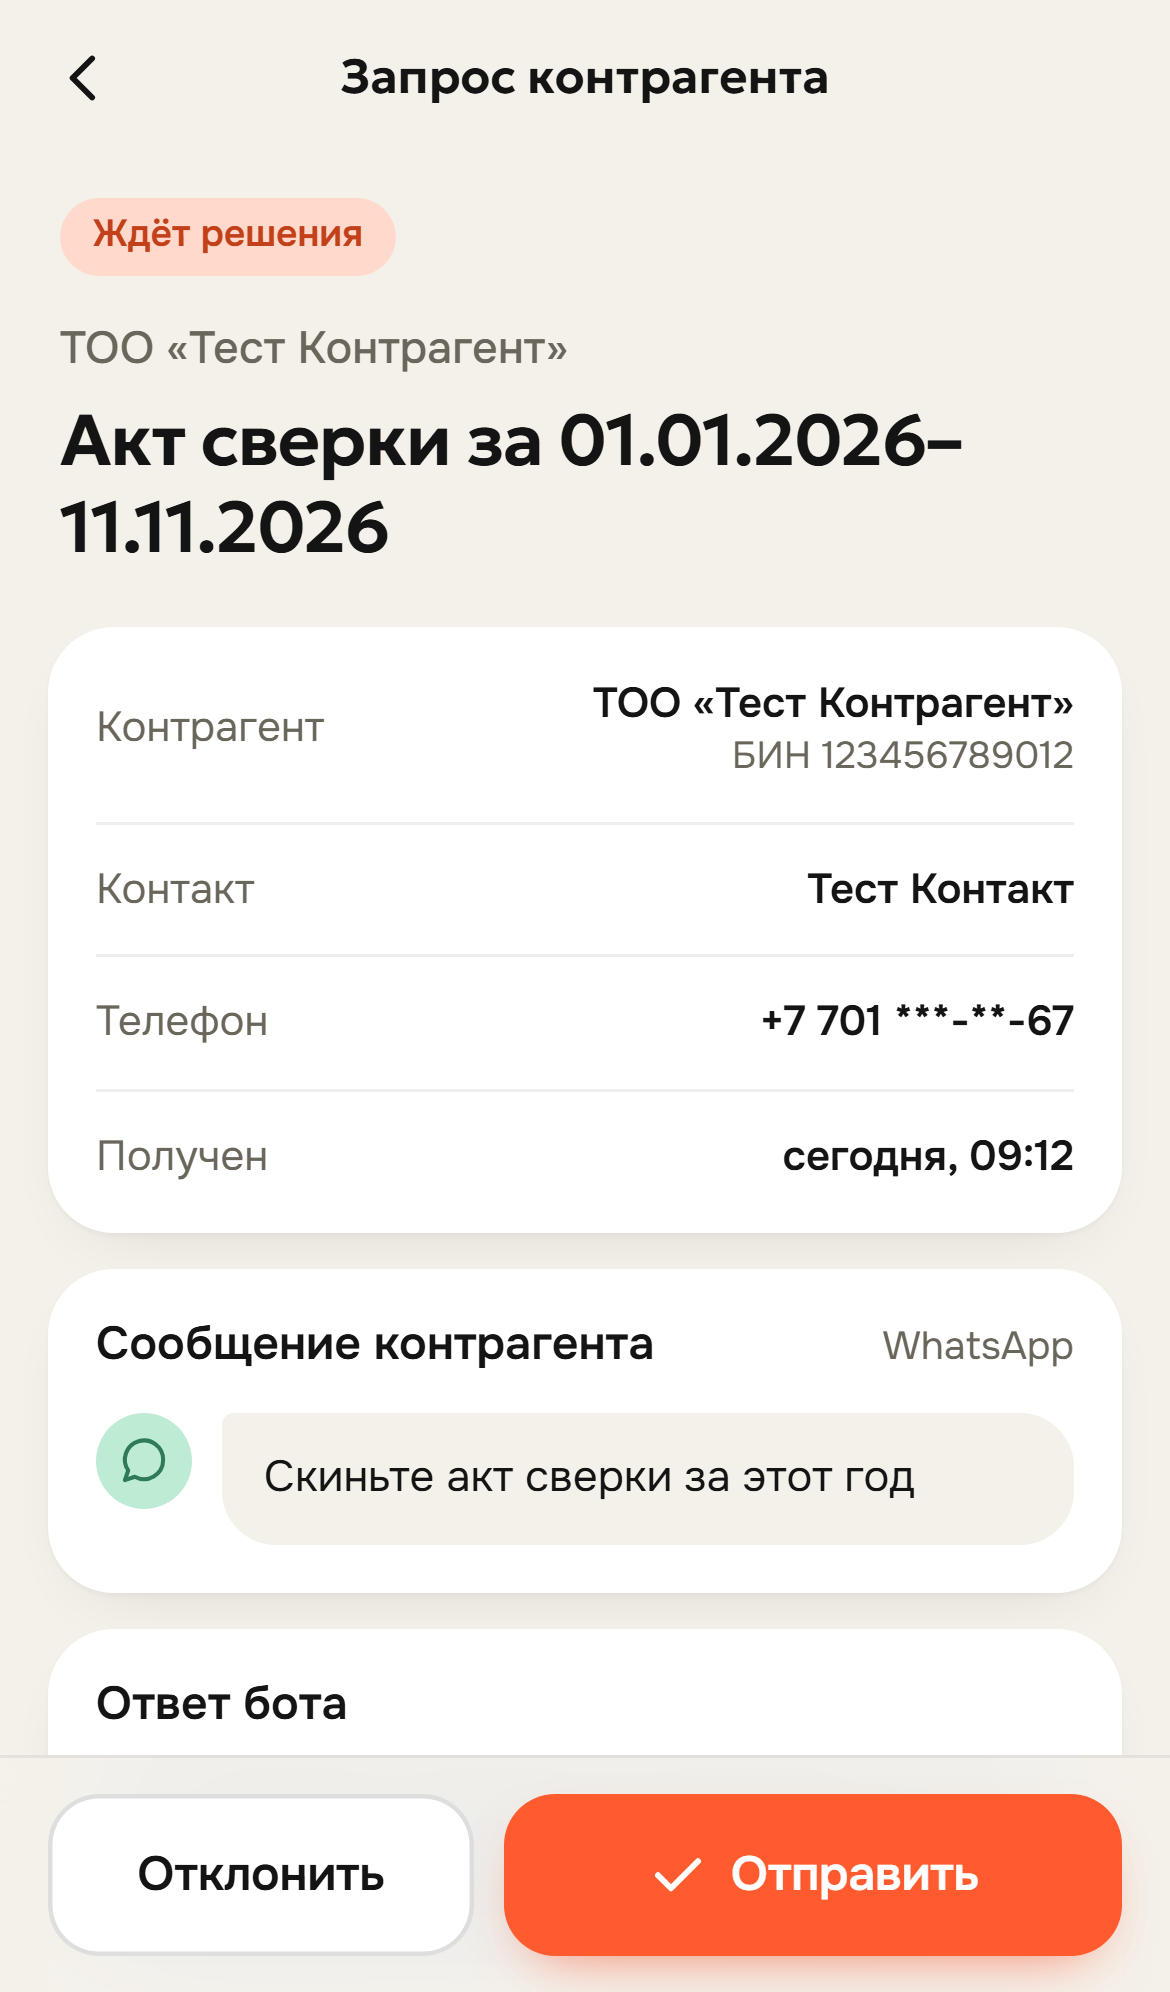 Запрос контрагента
Ждёт решения
ТОО «Тест Контрагент»
Акт сверки за 01.01.2026–
11.11.2026
Контрагент
ТОО «Тест Контрагент»
БИН 123456789012
Контакт
Тест Контакт
Телефон
+7 701 ***-**-67
Получен
сегодня, 09:12
Сообщение контрагента
WhatsApp
Скиньте акт сверки за этот год
Ответ бота
Отклонить
Отправить